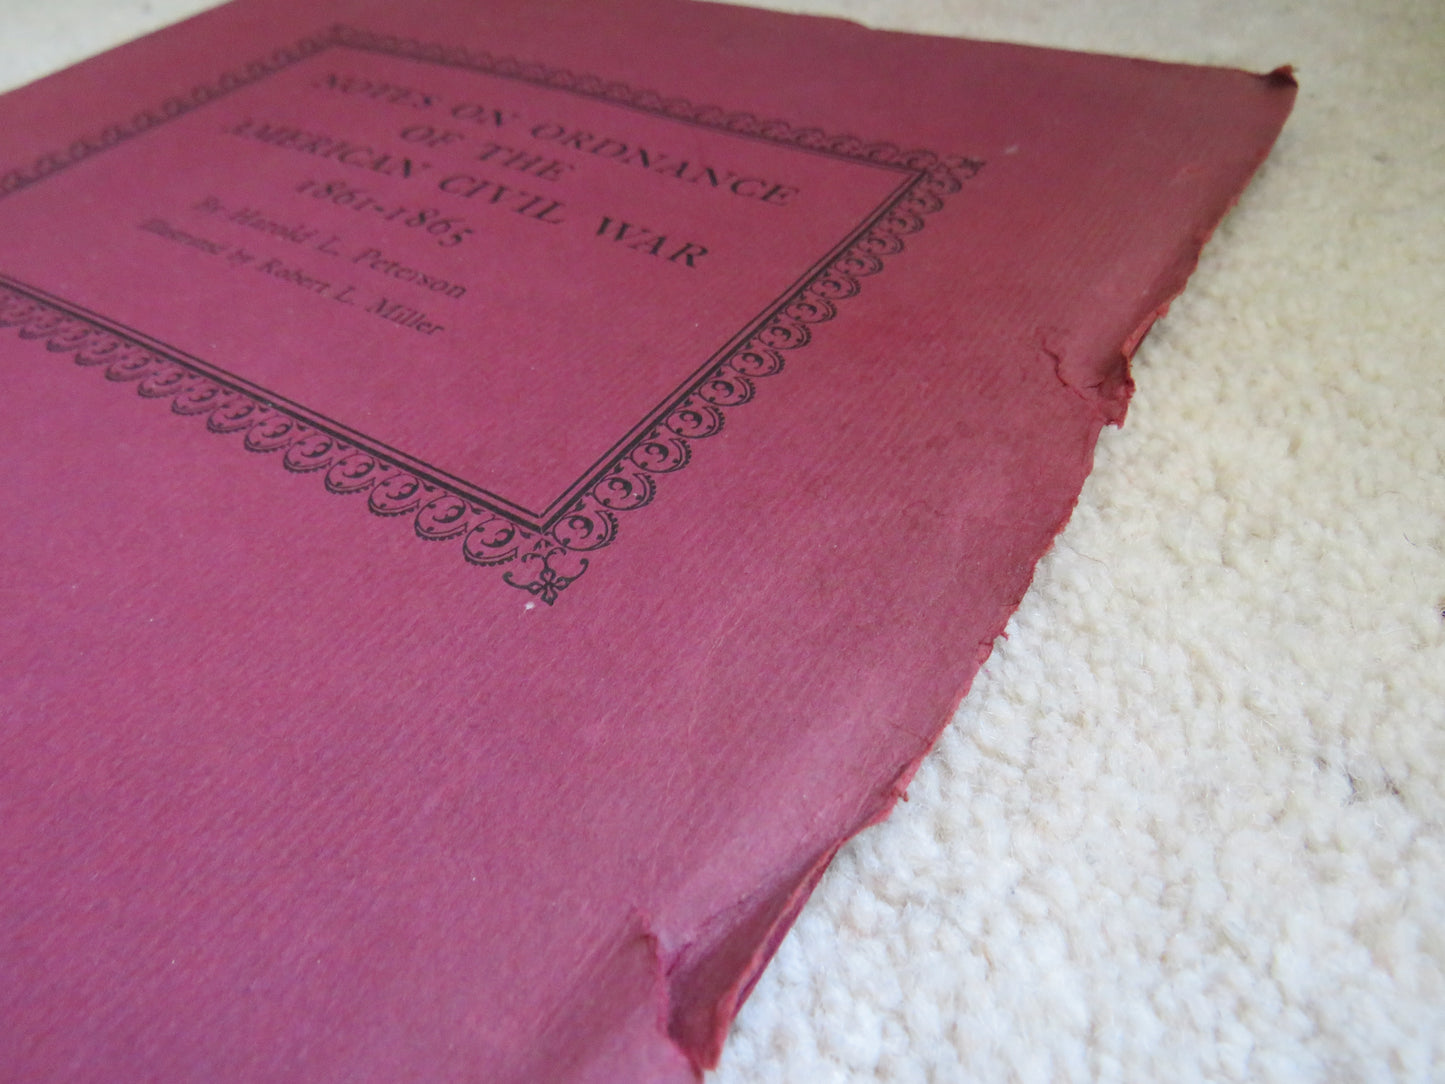 NOTES ON ORDNANCE
OF THE
AMERICAN CIVIL WAR
1861-1865
By Harold L. Peterson
Illustrated by Robert L. Miller